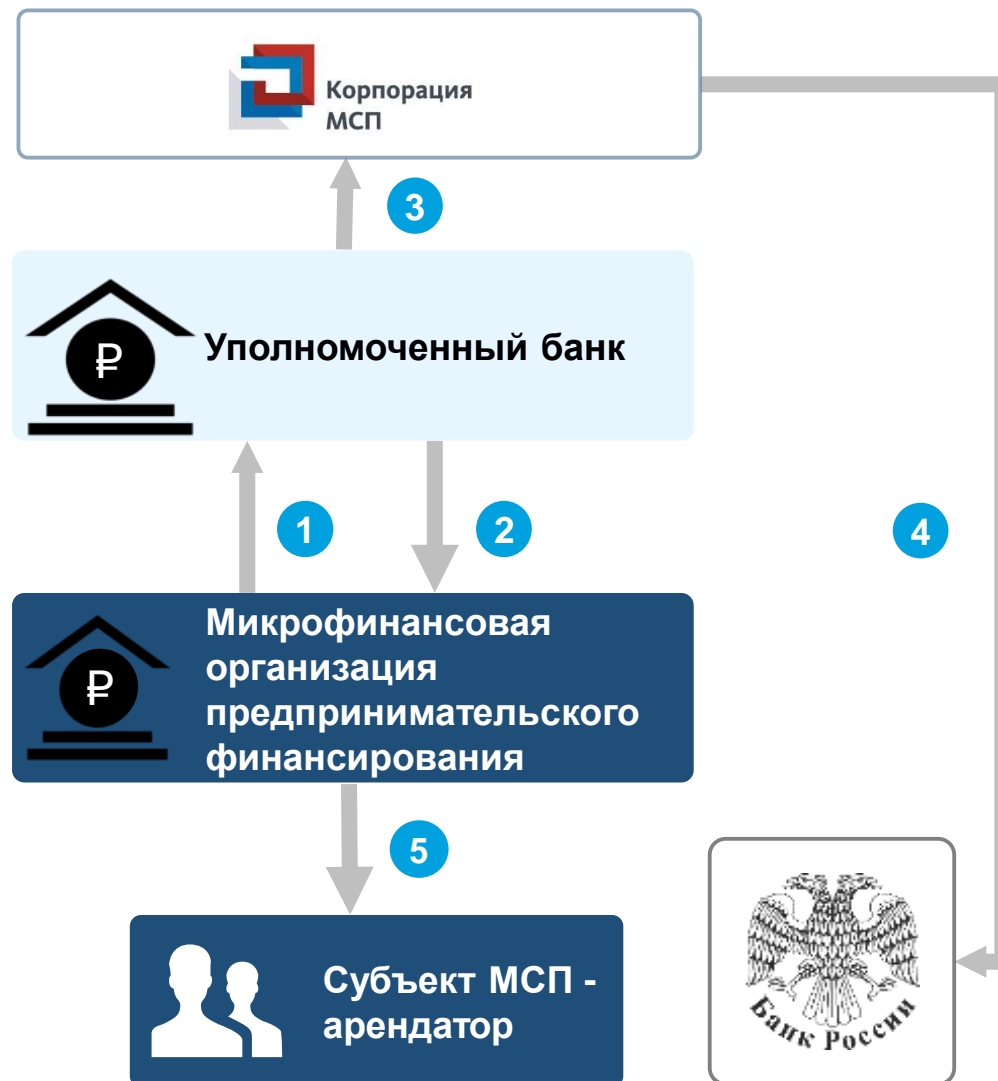 Корпорация
МСП
3
₽
Уполномоченный банк
1
2
4
₽
Микрофинансовая
организация
предпринимательского
финансирования
5
Субъект МСП -
арендатор
Банк России